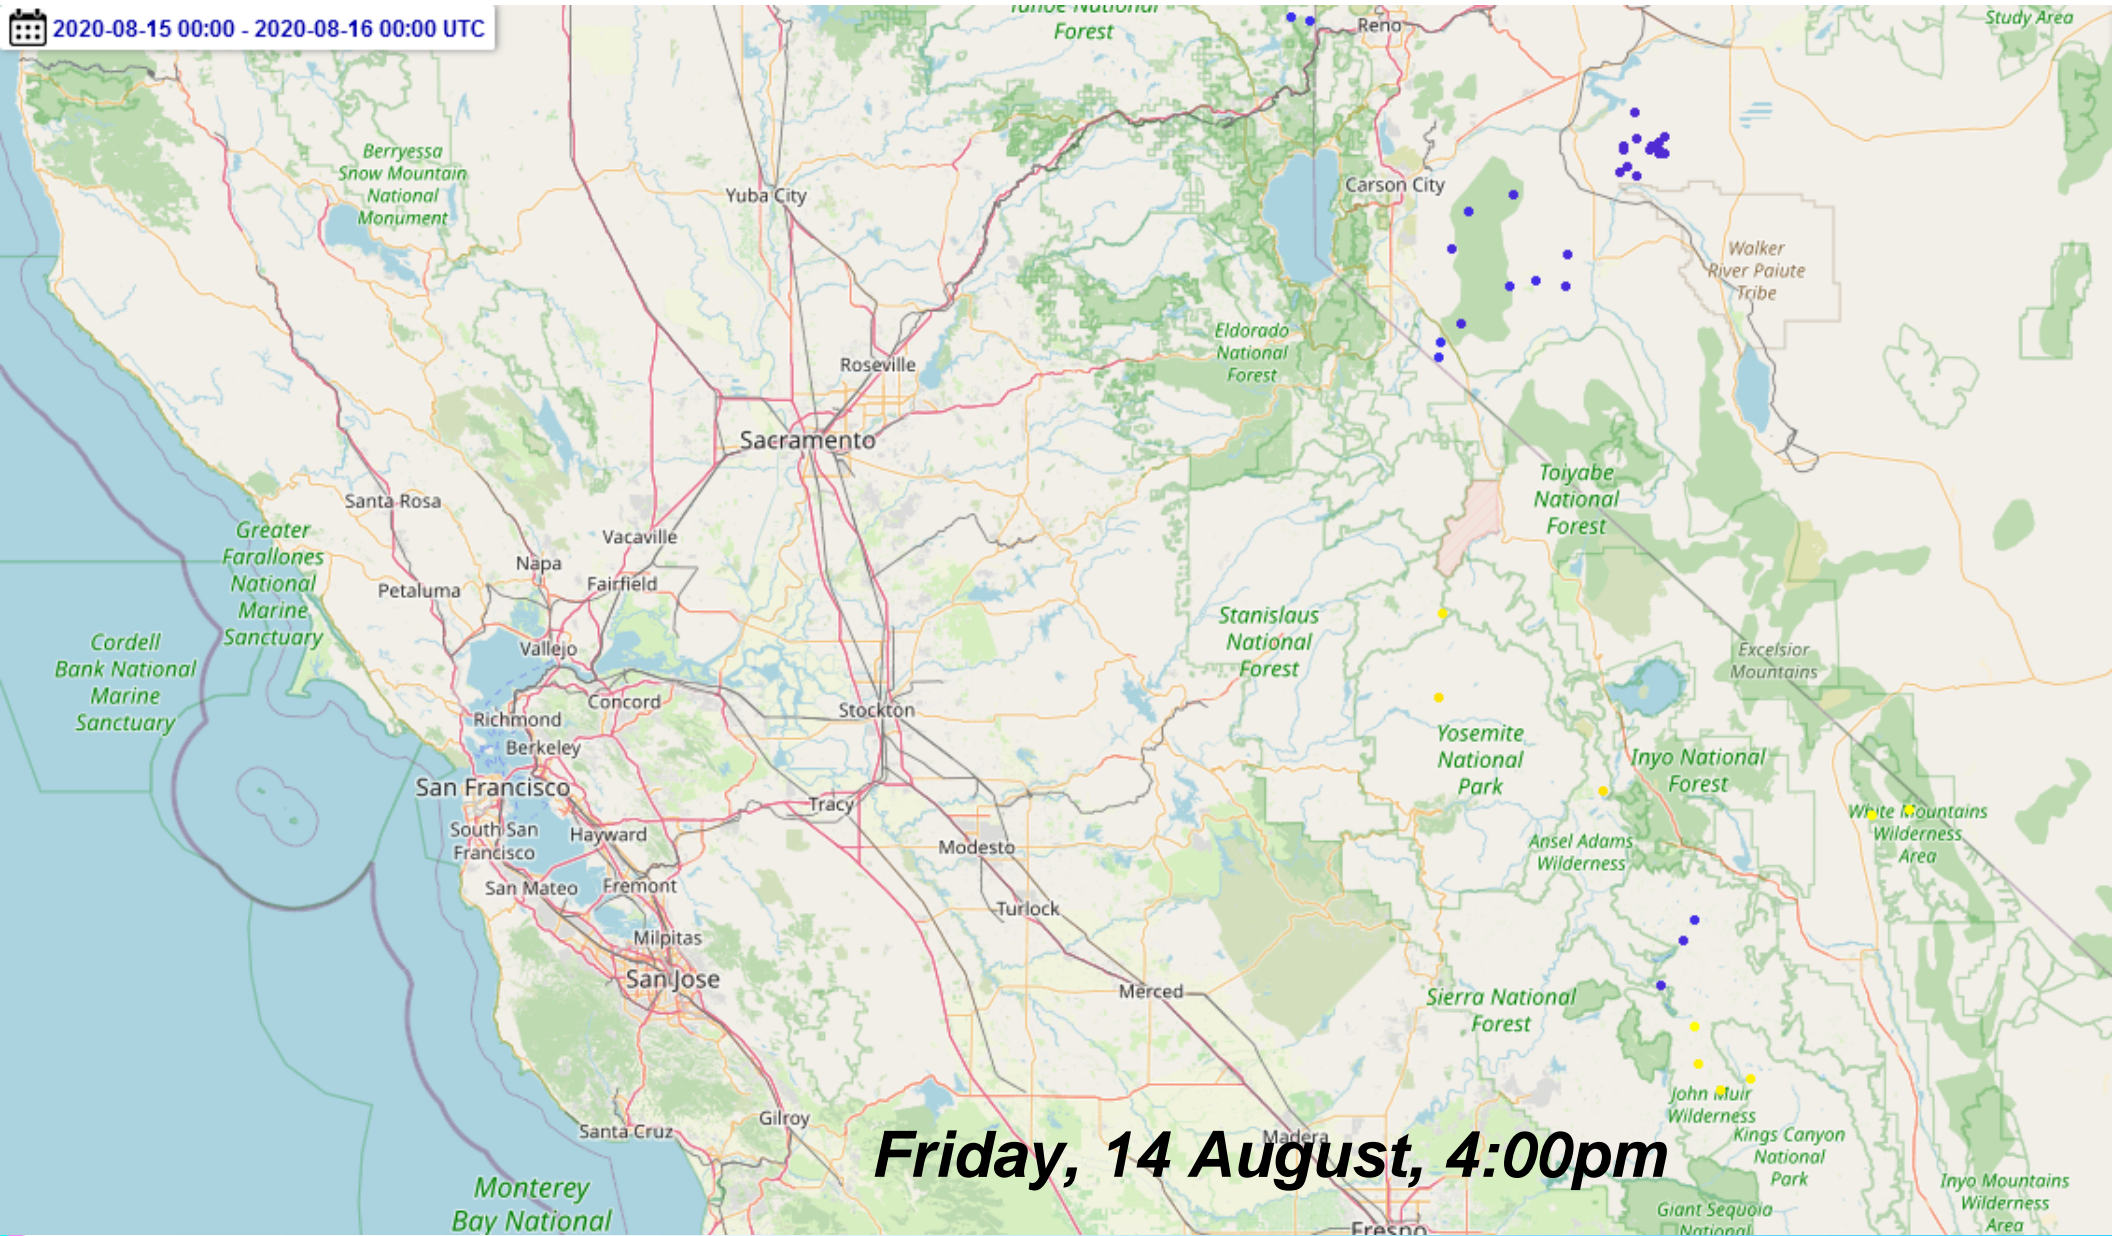 2020-08-15 00:00 - 2020-08-16 00:00 UTC
Tahoe National
Forest
Reno
Study Area
Berryessa
Snow Mountain
National
Monument
Yuba City
Carson City
Walker
River Paiute
Tribe
Eldorado
National
Forest
Roseville
Sacramento
Toiyabe
National
Forest
Santa Rosa
Greater
Farallones
National
Marine
Sanctuary
Vacaville
Napa
Fairfield
Petaluma
Cordell
Bank National
Marine
Sanctuary
Vallejo
Stanislaus
National
Forest
Excelsior
Mountains
Concord
Richmond
Stockton
Berkeley
Yosemite
National
Park
Inyo National
Forest
San Francisco
Tracy
White Mountains
Wilderness
Area
South San
Francisco
Hayward
Modesto
Ansel Adams
Wilderness
San Mateo
Fremont
Turlock
Milpitas
San Jose
Merced
Sierra National
Forest
John Muir
Wilderness
Gilroy
Santa Cruz
Madera
Kings Canyon
National
Park
Friday, 14 August, 4:00pm
Monterey
Bay National
Inyo Mountains
Wilderness
Area
Giant Sequoia
National
Fresno